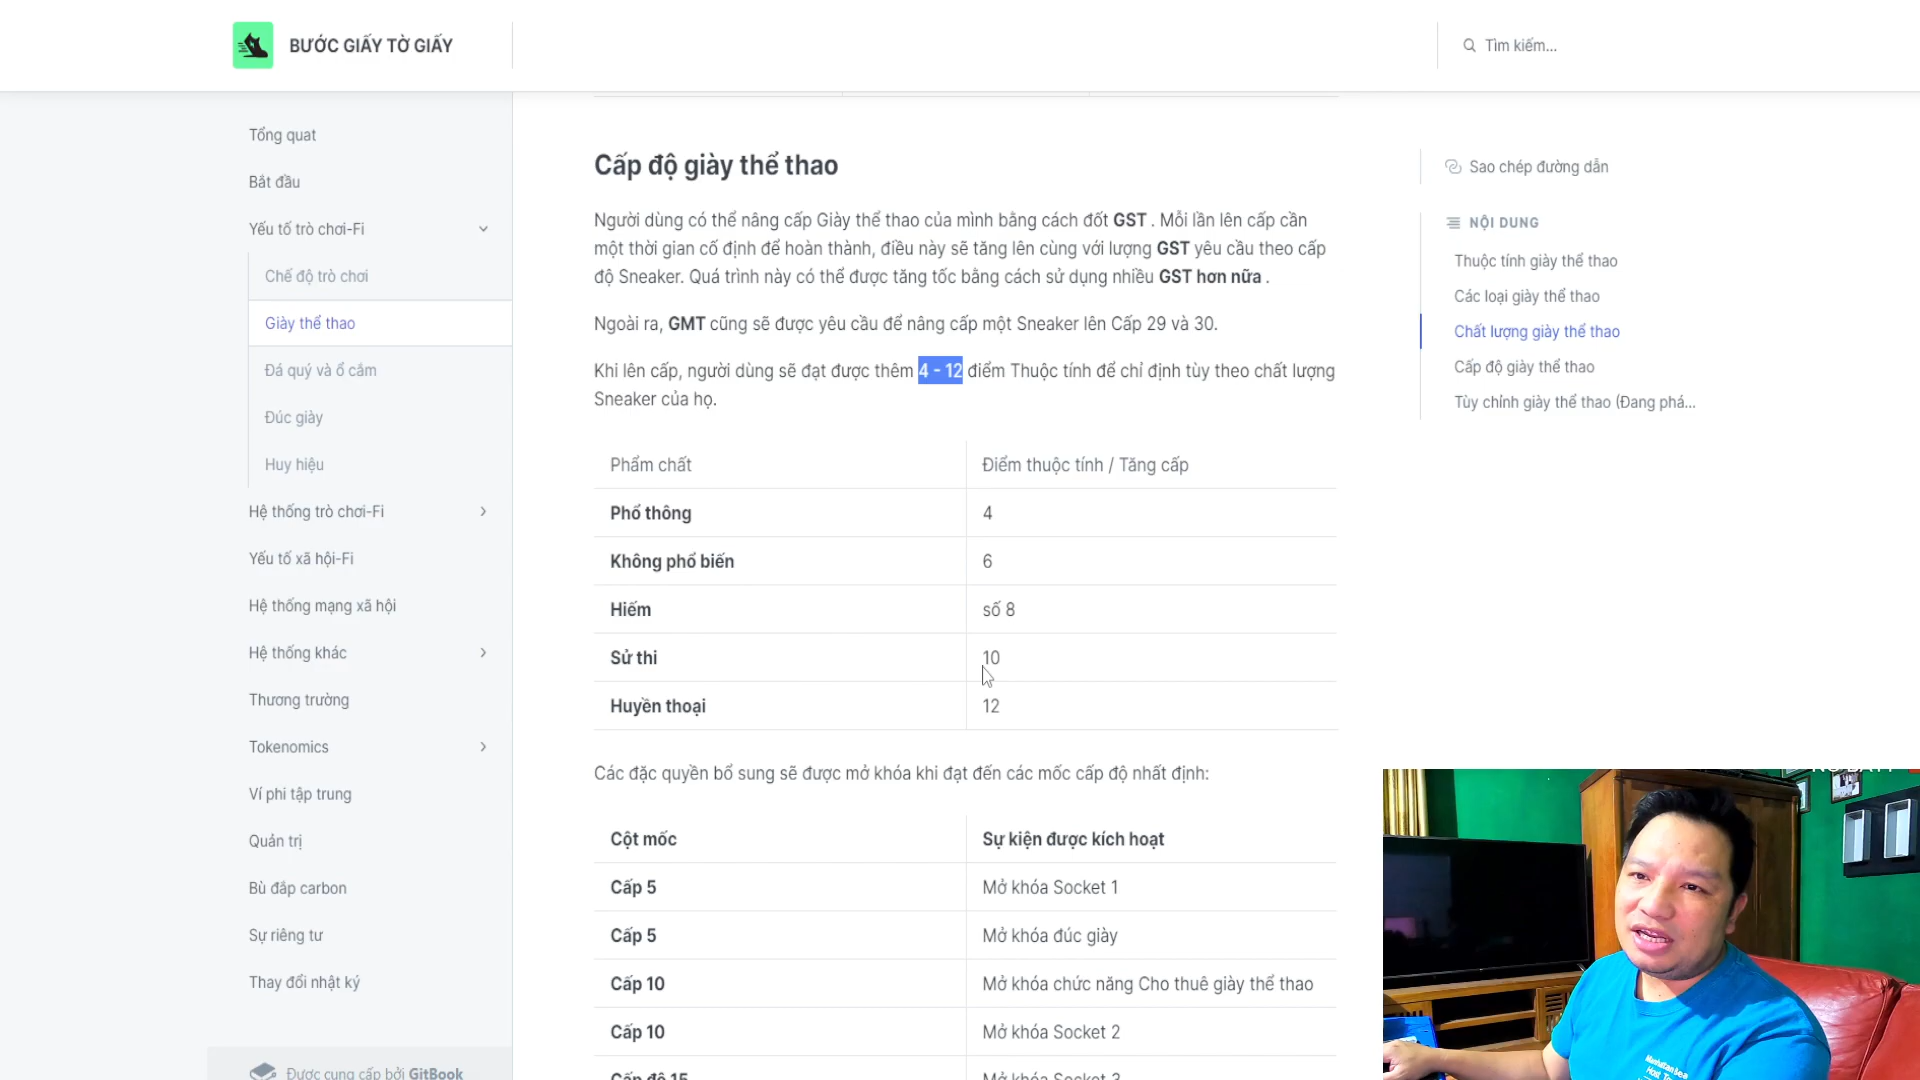 BƯỚC GIẤY TỜ GIẤY
Tìm kiếm...
Tổng quat
Bắt đầu
Yếu tố trò chơi-Fi
Chế độ trò chơi
Giày thể thao
Đá quý và ổ cắm
Đúc giày
Huy hiệu
Hệ thống trò chơi-Fi
Yếu tố xã hội-Fi
Hệ thống mạng xã hội
Hệ thống khác
Thương trường
Tokenomics
Ví phi tập trung
Quản trị
Bù đắp carbon
Sự riêng tư
Thay đổi nhật ký
Được cung cấp bởi GitBook
Cấp độ giày thể thao
Người dùng có thể nâng cấp Giày thể thao của mình bằng cách đốt GST . Mỗi lần lên cấp cần
một thời gian cố định để hoàn thành, điều này sẽ tăng lên cùng với lượng GST yêu cầu theo cấp
độ Sneaker. Quá trình này có thể được tăng tốc bằng cách sử dụng nhiều GST hơn nữa .
Ngoài ra, GMT cũng sẽ được yêu cầu để nâng cấp một Sneaker lên Cấp 29 và 30.
Khi lên cấp, người dùng sẽ đạt được thêm 4 - 12 điểm Thuộc tính để chỉ định tùy theo chất lượng
Sneaker của họ.
Phẩm chất
Điểm thuộc tính / Tăng cấp
Phổ thông
4
Không phổ biến
6
Hiếm
số 8
Sử thi
10
Huyền thoại
12
Các đặc quyền bổ sung sẽ được mở khóa khi đạt đến các mốc cấp độ nhất định:
Cột mốc
Sự kiện được kích hoạt
Cấp 5
Mở khóa Socket 1
Cấp 5
Mở khóa đúc giày
Cấp 10
Mở khóa chức năng Cho thuê giày thể thao
Cấp 10
Mở khóa Socket 2
Cấp độ 15
Mở khóa Socket 3
Sao chép đường dẫn
NỘI DUNG
Thuộc tính giày thể thao
Các loại giày thể thao
Chất lượng giày thể thao
Cấp độ giày thể thao
Tùy chỉnh giày thể thao (Đang phá...